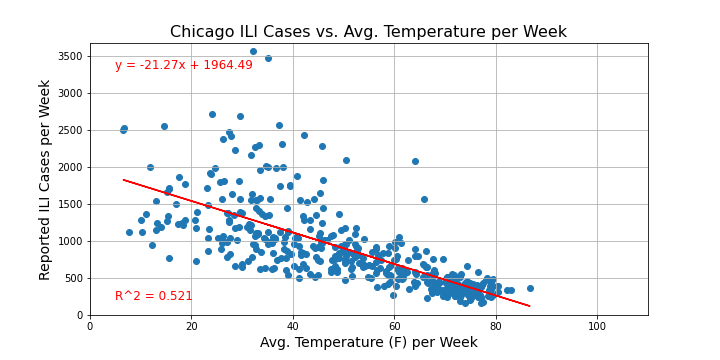 Chicago ILI Cases vs. Avg. Temperature per Week
y = -21.27x + 1964.49
R^2 = 0.521
Reported ILI Cases per Week
3500
3000
2500
2000
1500
1000
500
0
0 20 40 60 80 100
Avg. Temperature (F) per Week